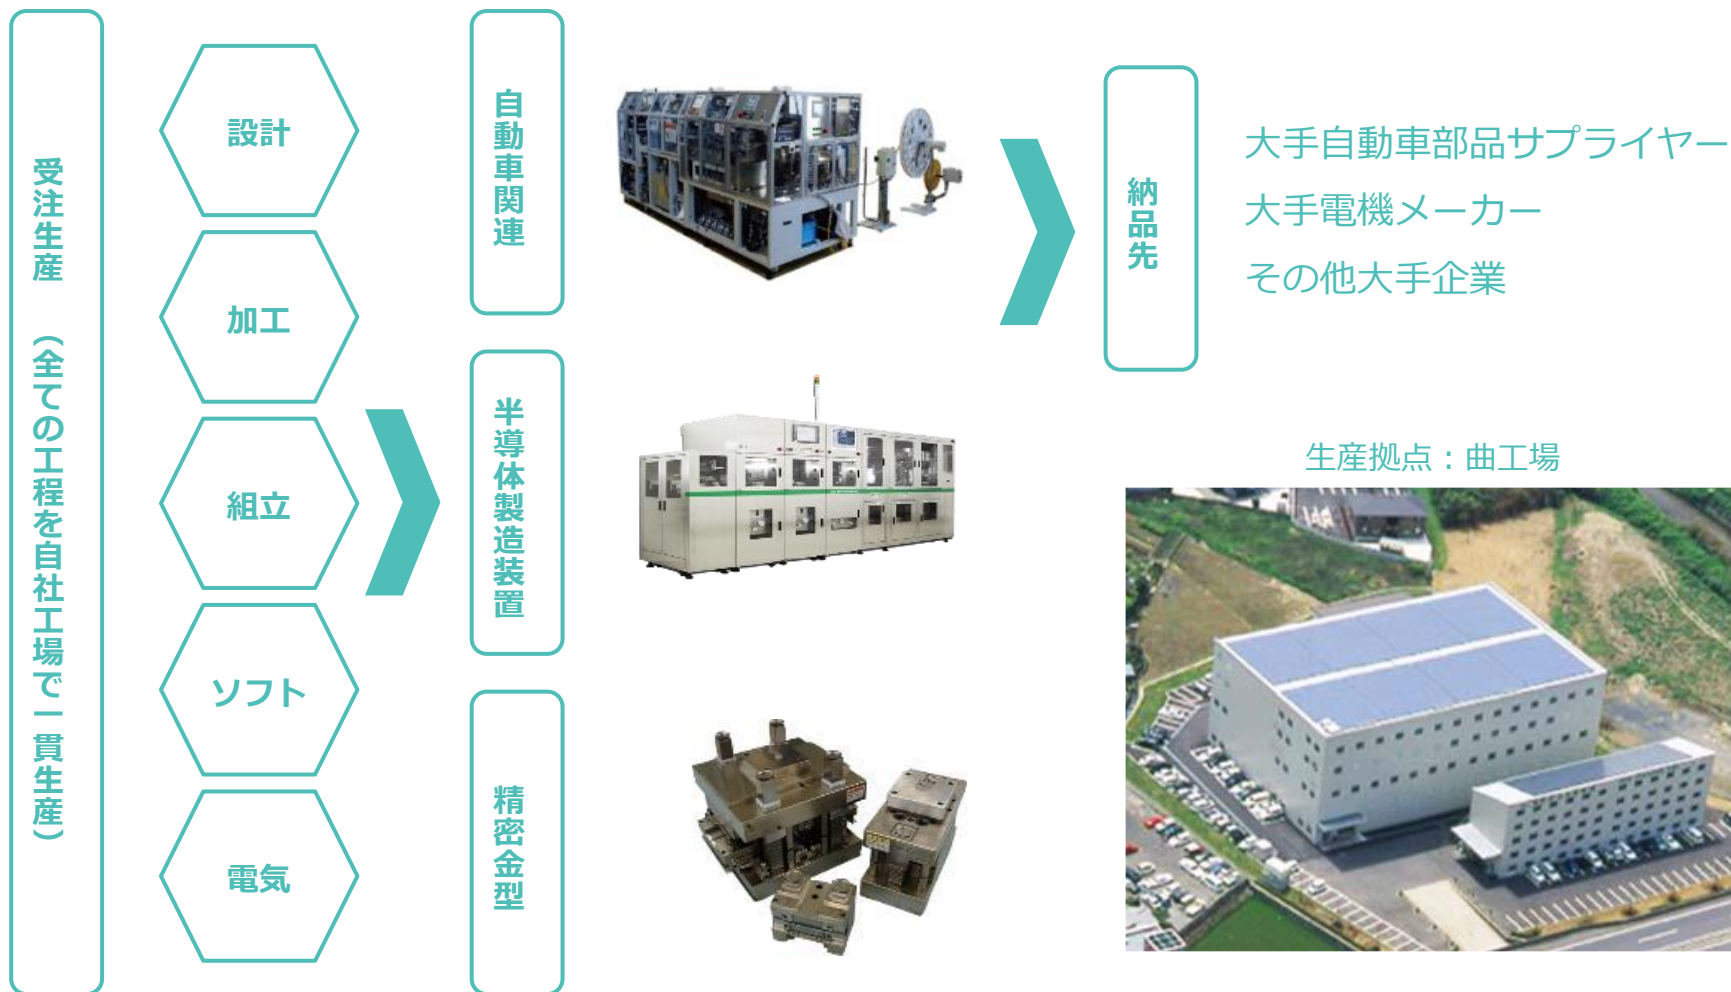 受注生産 （全ての工程を自社工場で一貫生産）
設計
加工
組立
ソフト
電気
自動車関連
半導体製造装置
精密金型
納品先
大手自動車部品サプライヤー
大手電機メーカー
その他大手企業
生産拠点：曲工場